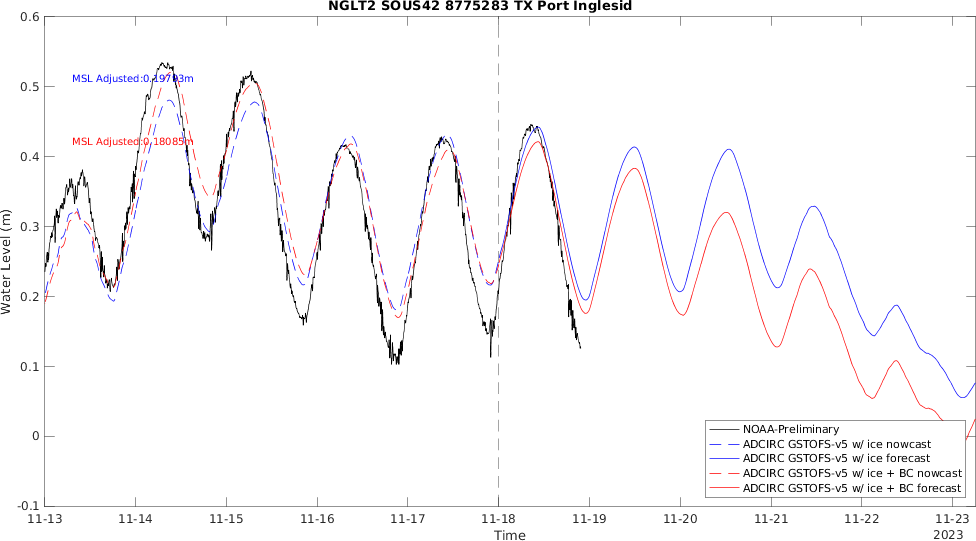 NGLT2 SOUS42 8775283 TX Port Inglesid
Water Level (m)
0.6
0.5
0.4
0.3
0.2
0.1
0
-0.1
MSL Adjusted:0.19793m
MSL Adjusted:0.18085m
NOAA-Preliminary
ADCIRC GSTOFS-v5 w/ ice nowcast
ADCIRC GSTOFS-v5 w/ ice forecast
ADCIRC GSTOFS-v5 w/ ice + BC nowcast
ADCIRC GSTOFS-v5 w/ ice + BC forecast
11-13 11-14 11-15 11-16 11-17 11-18 11-19 11-20 11-21 11-22 11-23
Time
2023